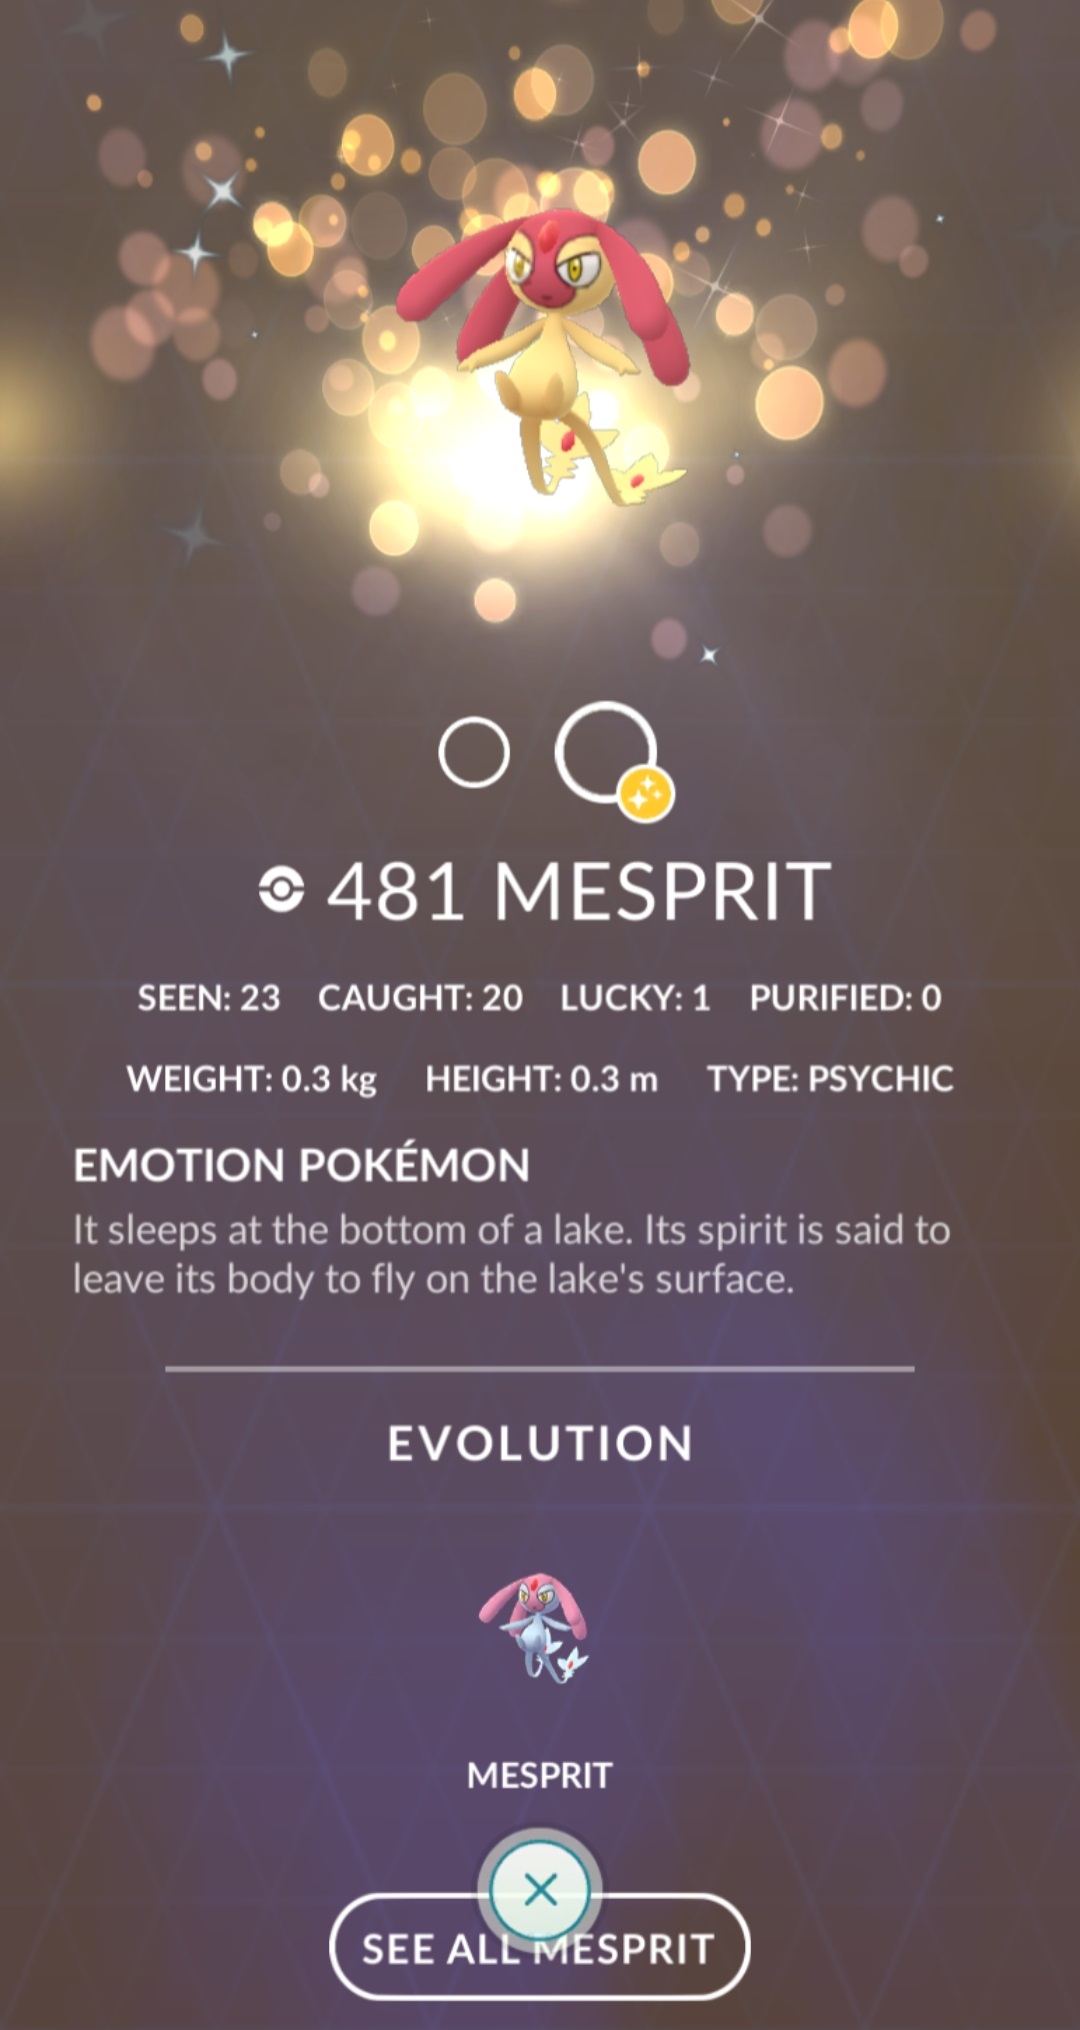 481 MESPRIT
SEEN: 23 CAUGHT: 20 LUCKY: 1 PURIFIED: 0
WEIGHT: 0.3 kg HEIGHT: 0.3 m TYPE: PSYCHIC
EMOTION POKÉMON
It sleeps at the bottom of a lake. Its spirit is said to
leave its body to fly on the lake's surface.
EVOLUTION
MESPRIT
SEE ALL MESPRIT